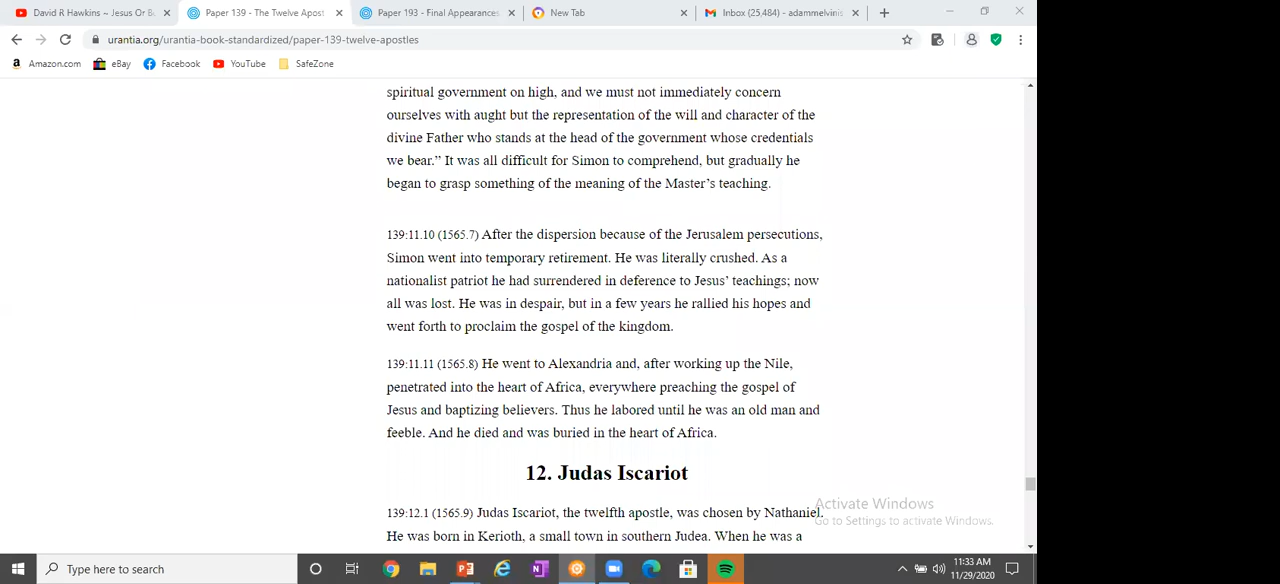 David R Hawkins ~ Jesus Or B
Paper 139 - The Twelve Apost
Paper 193 - Final Appearances
New Tab
Inbox (25,484) - adammelvinis
urantia.org/urantia-book-standardized/paper-139-twelve-apostles
Amazon.com
eBay
Facebook
YouTube
SafeZone
spiritual government on high, and we must not immediately concern
ourselves with aught but the representation of the will and character of the
divine Father who stands at the head of the government whose credentials
we bear.” It was all difficult for Simon to comprehend, but gradually he
began to grasp something of the meaning of the Master’s teaching.
139:11.10 (1565.7) After the dispersion because of the Jerusalem persecutions,
Simon went into temporary retirement. He was literally crushed. As a
nationalist patriot he had surrendered in deference to Jesus’ teachings; now
all was lost. He was in despair, but in a few years he rallied his hopes and
went forth to proclaim the gospel of the kingdom.
139:11.11 (1565.8) He went to Alexandria and, after working up the Nile,
penetrated into the heart of Africa, everywhere preaching the gospel of
Jesus and baptizing believers. Thus he labored until he was an old man and
feeble. And he died and was buried in the heart of Africa.
12. Judas Iscariot
139:12.1 (1565.9) Judas Iscariot, the twelfth apostle, was chosen by Nathaniel.
He was born in Kerioth, a small town in southern Judea. When he was a
Activate Windows
Go to Settings to activate Windows.
Type here to search
11:33 AM
11/29/2020